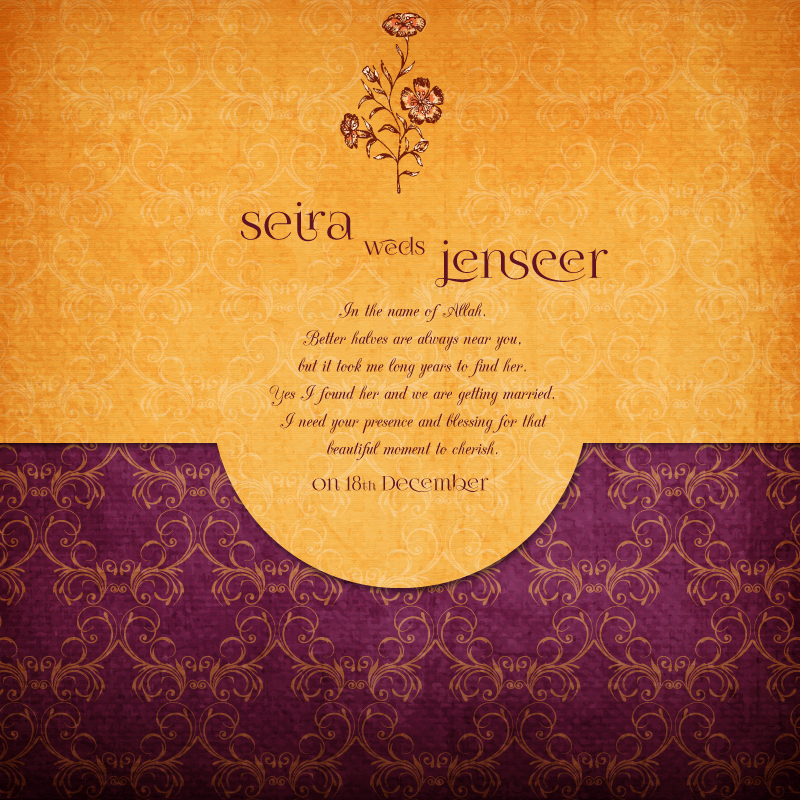 seira
weds
jenseer
In the name of Allah.
Better halves are always near you,
but it took me long years to find her.
Yes I found her and we are getting married.
I need your presence and blessing for that
beautiful moment to cherish.
on 18th December